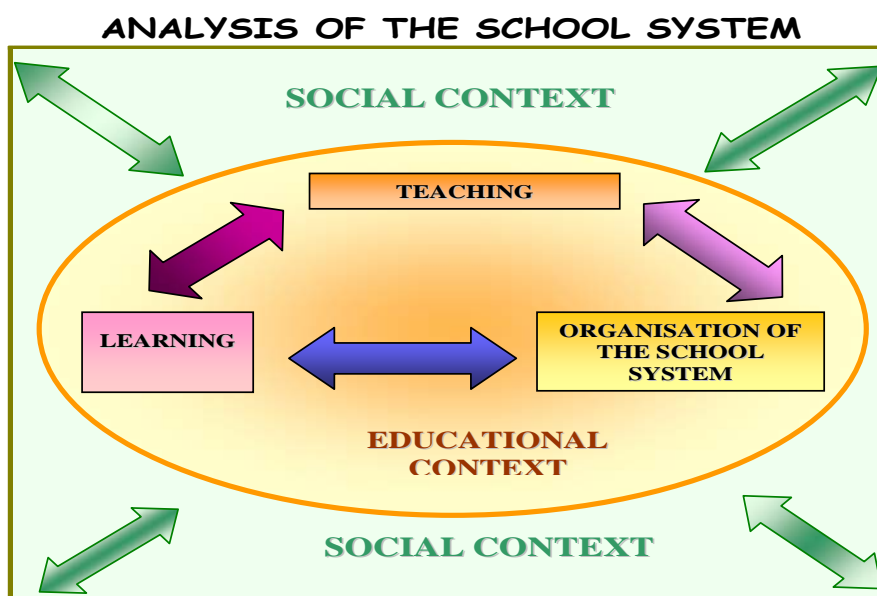 ANALYSIS OF THE SCHOOL SYSTEM
SOCIAL CONTEXT
TEACHING
LEARNING
ORGANISATION OF
THE SCHOOL
SYSTEM
EDUCATIONAL
CONTEXT
SOCIAL CONTEXT